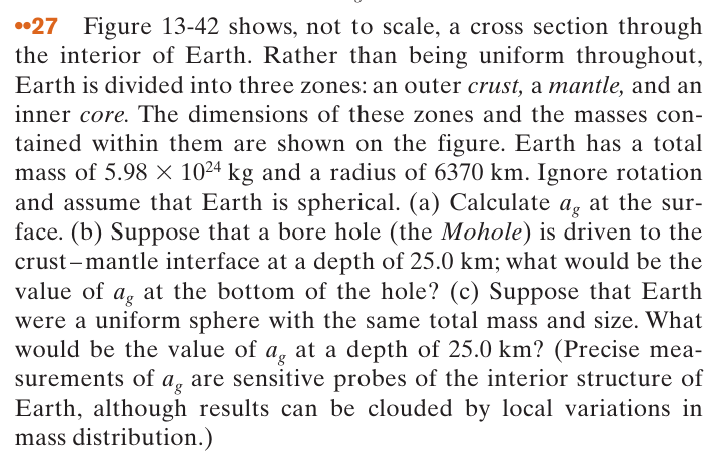 ••27 Figure 13-42 shows, not to scale, a cross section through
the interior of Earth. Rather than being uniform throughout,
Earth is divided into three zones: an outer crust, a mantle, and an
inner core. The dimensions of these zones and the masses con-
tained within them are shown on the figure. Earth has a total
mass of 5.98 × 10²⁴ kg and a radius of 6370 km. Ignore rotation
and assume that Earth is spherical. (a) Calculate a_g at the sur-
face. (b) Suppose that a bore hole (the Mohole) is driven to the
crust–mantle interface at a depth of 25.0 km; what would be the
value of a_g at the bottom of the hole? (c) Suppose that Earth
were a uniform sphere with the same total mass and size. What
would be the value of a_g at a depth of 25.0 km? (Precise mea-
surements of a_g are sensitive probes of the interior structure of
Earth, although results can be clouded by local variations in
mass distribution.)